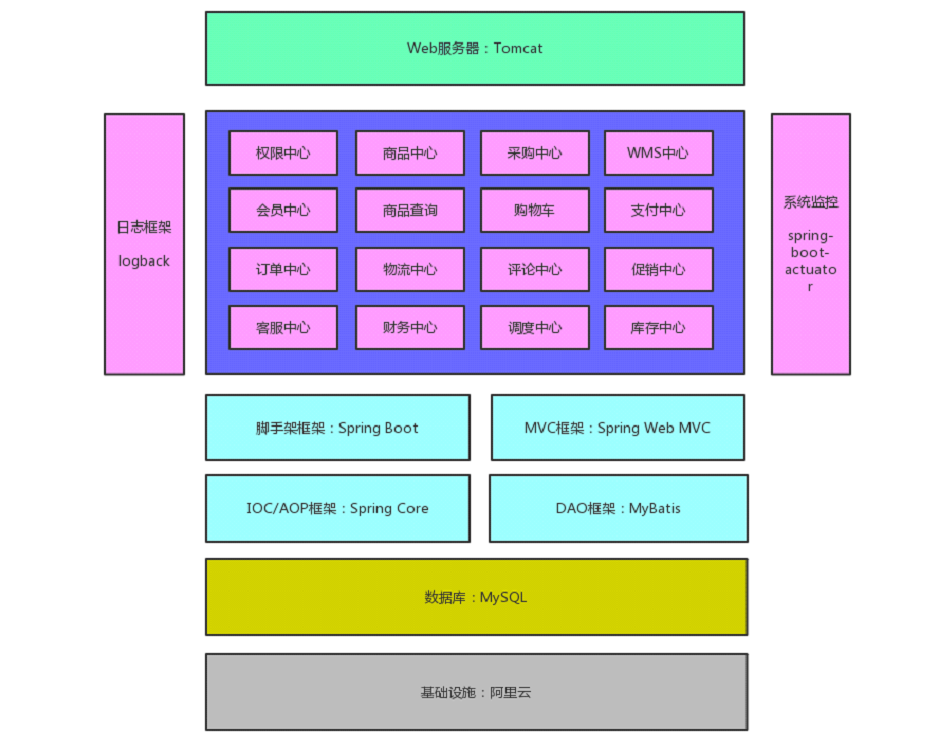 Web服务器：Tomcat
日志框架
logback
权限中心
商品中心
采购中心
WMS中心
会员中心
商品查询
购物车
支付中心
订单中心
物流中心
评论中心
促销中心
客服中心
财务中心
调度中心
库存中心
系统监控
spring-
boot-
actuato
r
脚手架框架：Spring Boot
MVC框架：Spring Web MVC
IOC/AOP框架：Spring Core
DAO框架：MyBatis
数据库：MySQL
基础设施：阿里云